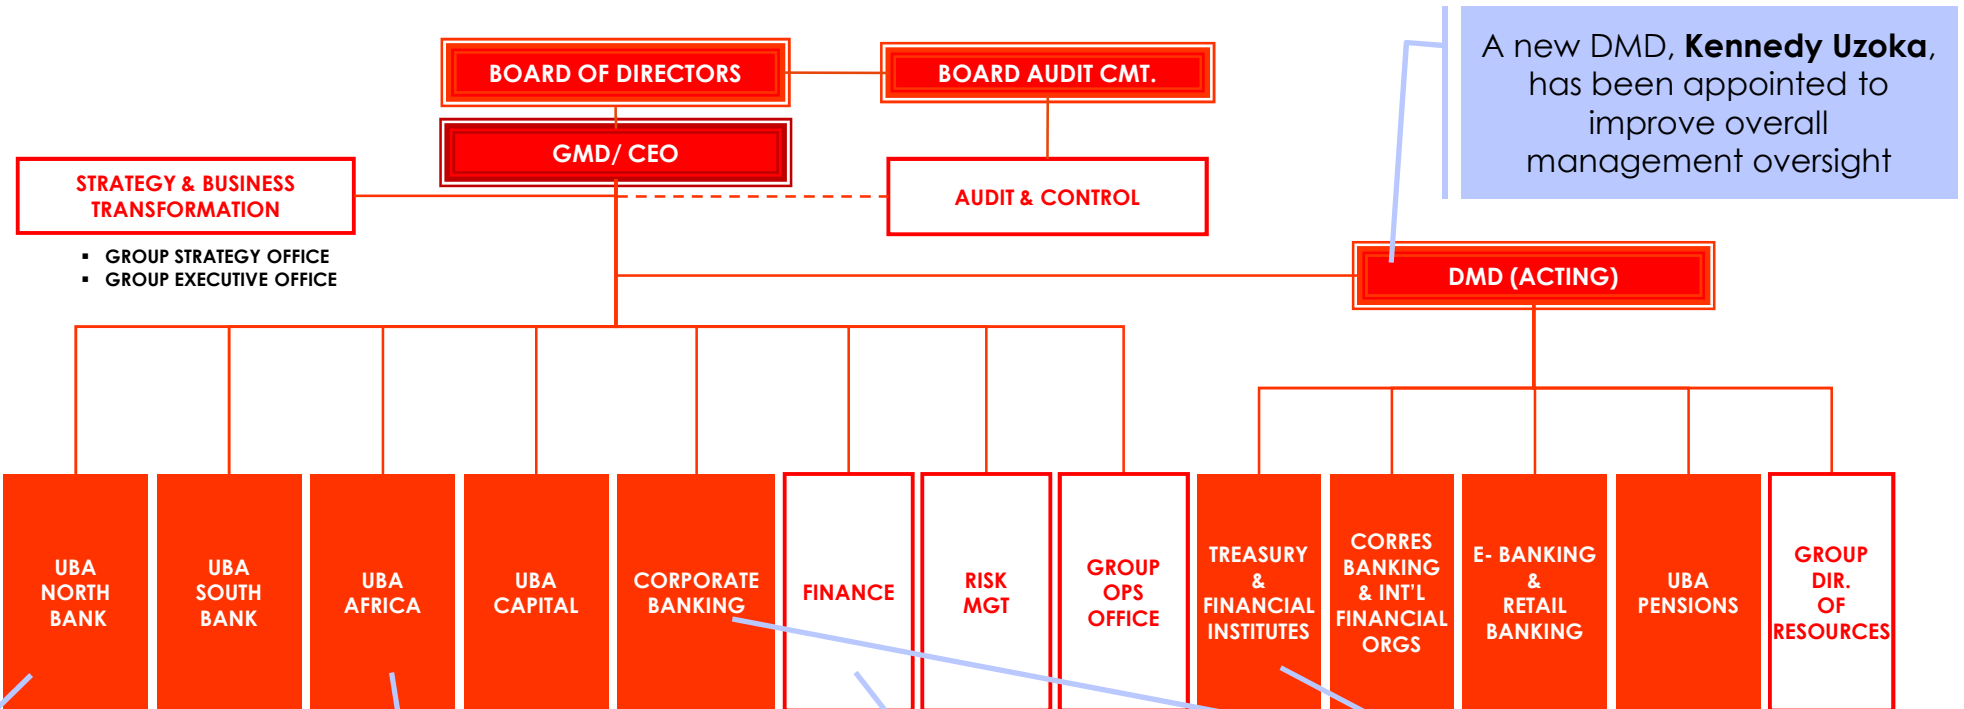 BOARD OF DIRECTORS
BOARD AUDIT CMT.
A new DMD, Kennedy Uzoka,
has been appointed to
improve overall
management oversight
GMD/ CEO
STRATEGY & BUSINESS
TRANSFORMATION
AUDIT & CONTROL
▪ GROUP STRATEGY OFFICE
▪ GROUP EXECUTIVE OFFICE
DMD (ACTING)
UBA
NORTH
BANK
UBA
SOUTH
BANK
UBA
AFRICA
UBA
CAPITAL
CORPORATE
BANKING
FINANCE
RISK
MGT
GROUP
OPS
OFFICE
TREASURY
&
FINANCIAL
INSTITUTES
CORRES
BANKING
& INT'L
FINANCIAL
ORGS
E- BANKING
&
RETAIL
BANKING
UBA
PENSIONS
GROUP
DIR.
OF
RESOURCES